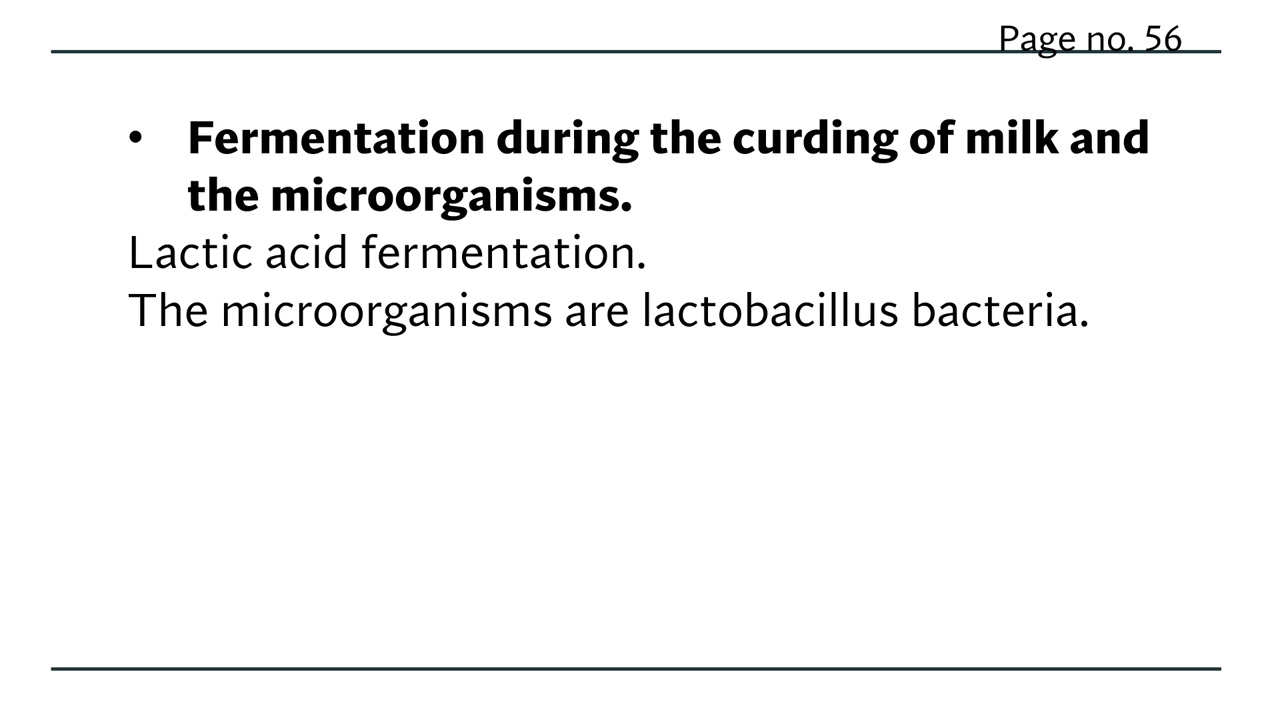 Page no. 56
• Fermentation during the curding of milk and
the microorganisms.
Lactic acid fermentation.
The microorganisms are lactobacillus bacteria.